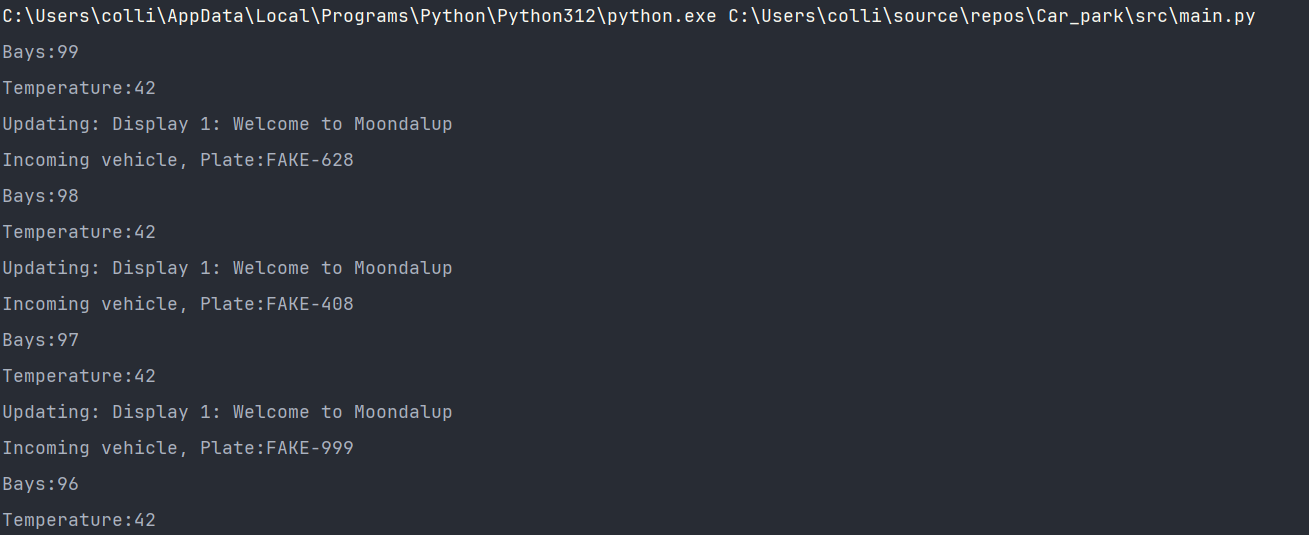 C:\Users\colli\AppData\Local\Programs\Python\Python312\python.exe C:\Users\colli\source\repos\Car_park\src\main.py
Bays:99
Temperature:42
Updating: Display 1: Welcome to Moondalup
Incoming vehicle, Plate:FAKE-628
Bays:98
Temperature:42
Updating: Display 1: Welcome to Moondalup
Incoming vehicle, Plate:FAKE-408
Bays:97
Temperature:42
Updating: Display 1: Welcome to Moondalup
Incoming vehicle, Plate:FAKE-999
Bays:96
Temperature:42